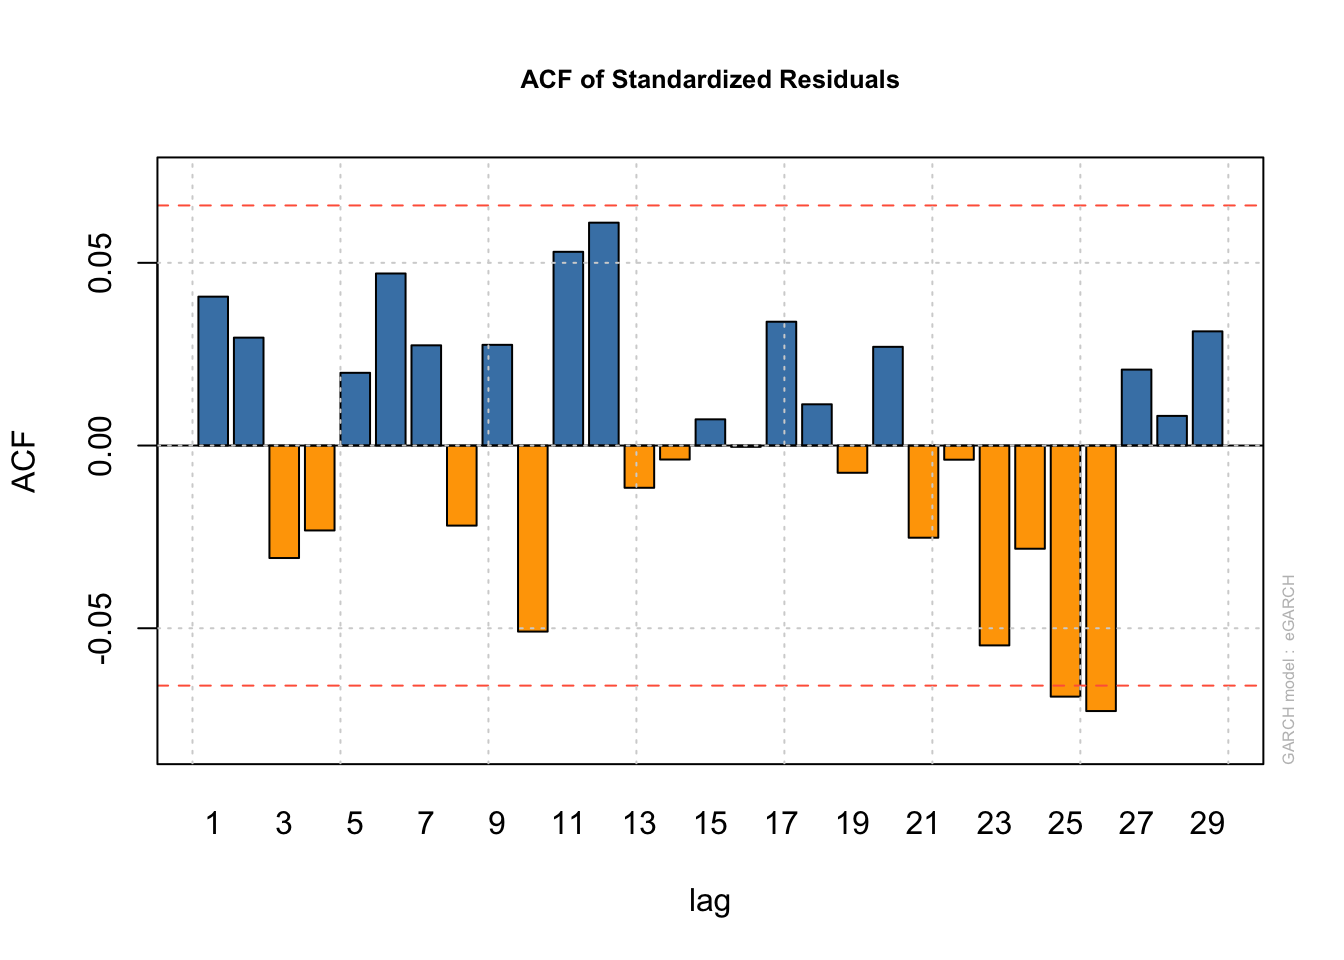 ACF of Standardized Residuals
ACF
0.05
0.00
-0.05
1 3 5 7 9 11 13 15 17 19 21 23 25 27 29
lag
GARCH model : eGARCH